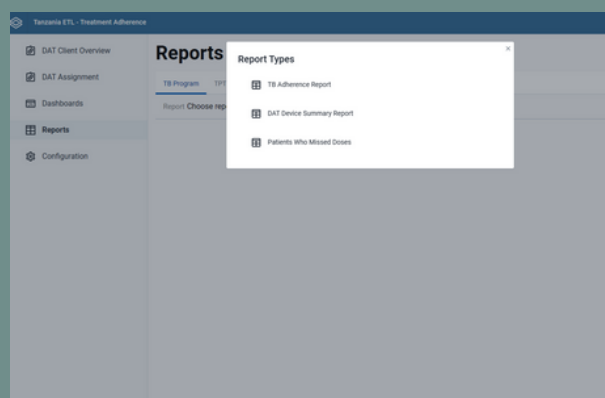 Tanzania ETL - Treatment Adherence
DAT Client Overview
DAT Assignment
Dashboards
Reports
Configuration
Reports
TB Program TPT
Report Choose rep
Report Types
×
TB Adherence Report
DAT Device Summary Report
Patients Who Missed Doses